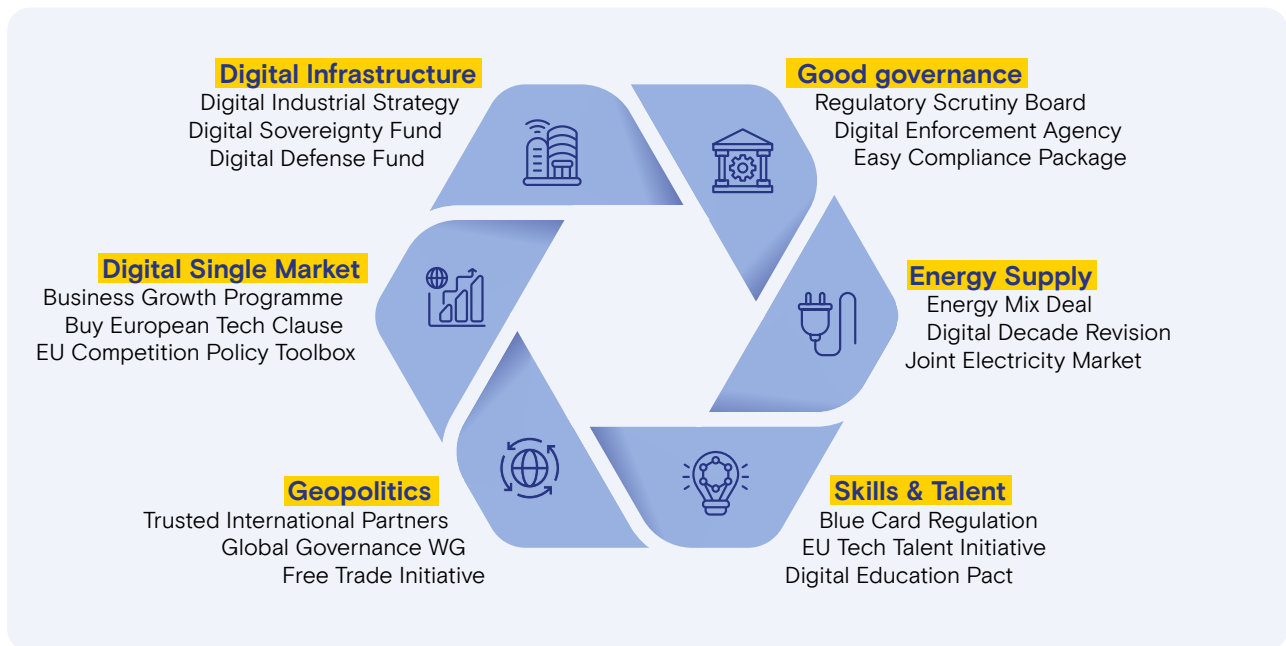 Digital Infrastructure
Digital Industrial Strategy
Digital Sovereignty Fund
Digital Defense Fund
Good governance
Regulatory Scrutiny Board
Digital Enforcement Agency
Easy Compliance Package
Digital Single Market
Business Growth Programme
Buy European Tech Clause
EU Competition Policy Toolbox
Energy Supply
Energy Mix Deal
Digital Decade Revision
Joint Electricity Market
Geopolitics
Trusted International Partners
Global Governance WG
Free Trade Initiative
Skills & Talent
Blue Card Regulation
EU Tech Talent Initiative
Digital Education Pact